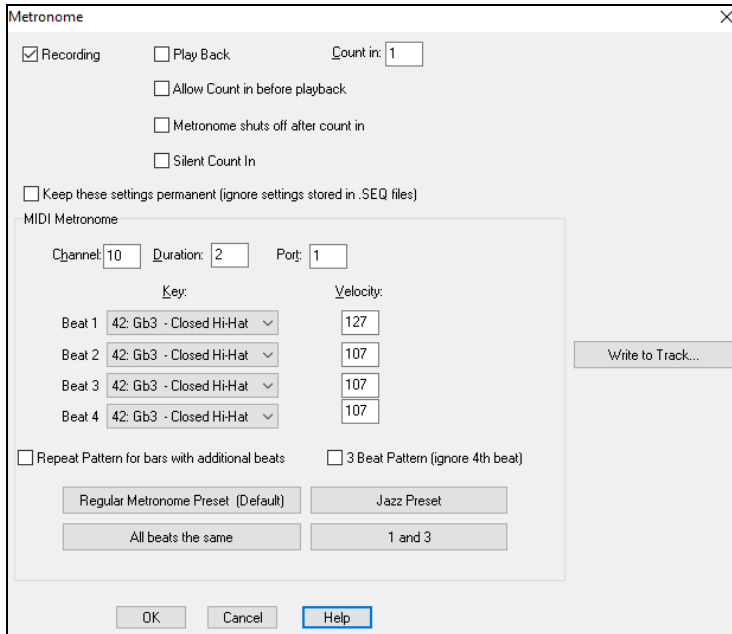 Metronome
Recording Play Back Count in: 1
Allow Count in before playback
Metronome shuts off after count in
Silent Count In
Keep these settings permanent (ignore settings stored in .SEQ files)
MIDI Metronome
Channel: 10 Duration: 2 Port: 1
Key: Velocity:
Beat 1 42: Gb3 - Closed Hi-Hat 127
Beat 2 42: Gb3 - Closed Hi-Hat 107
Write to Track...
Beat 3 42: Gb3 - Closed Hi-Hat 107
Beat 4 42: Gb3 - Closed Hi-Hat 107
Repeat Pattern for bars with additional beats 3 Beat Pattern (ignore 4th beat)
Regular Metronome Preset (Default) Jazz Preset
All beats the same 1 and 3
OK Cancel Help